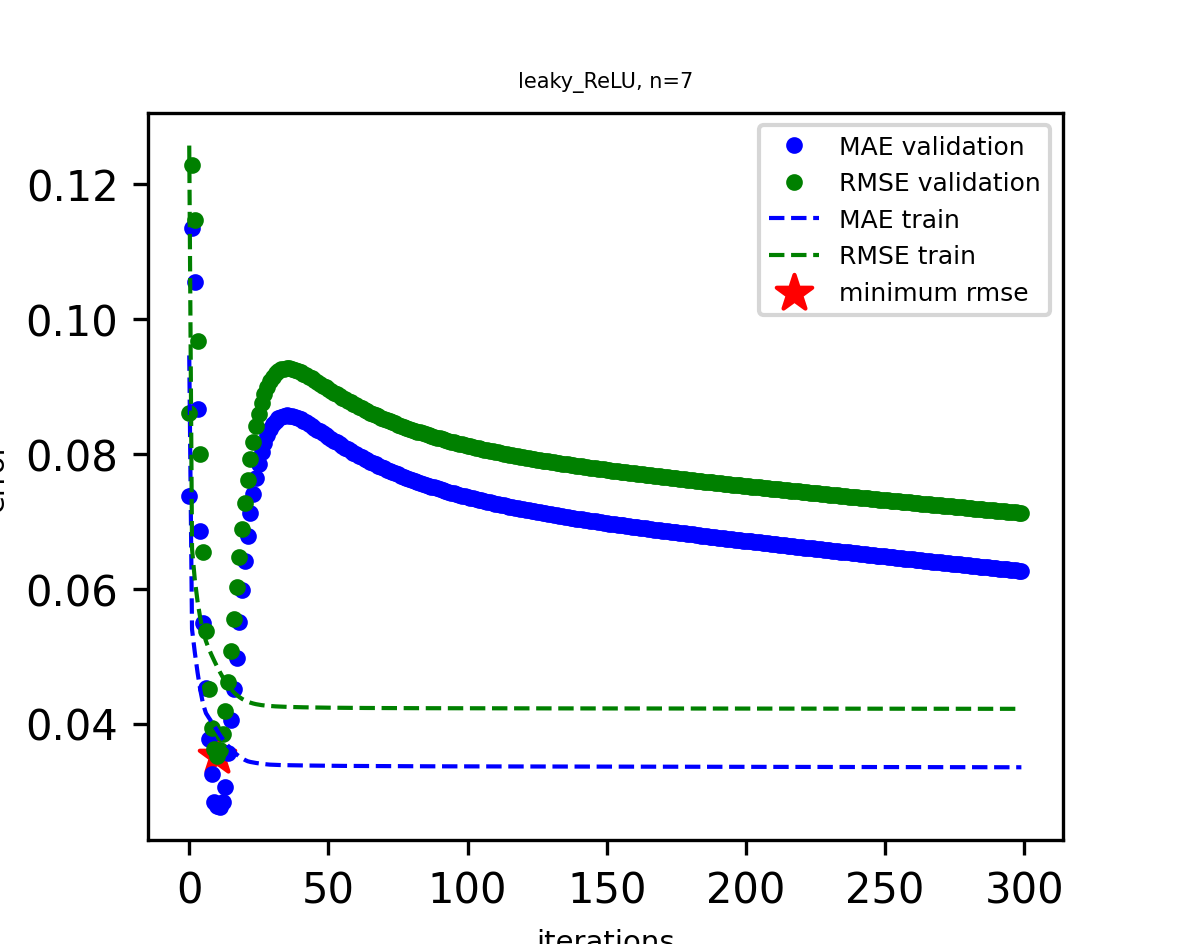 leaky_ReLU, n=7
MAE validation
RMSE validation
MAE train
RMSE train
minimum rmse
0.12
0.10
0.08
0.06
0.04
0 50 100 150 200 250 300
iterations